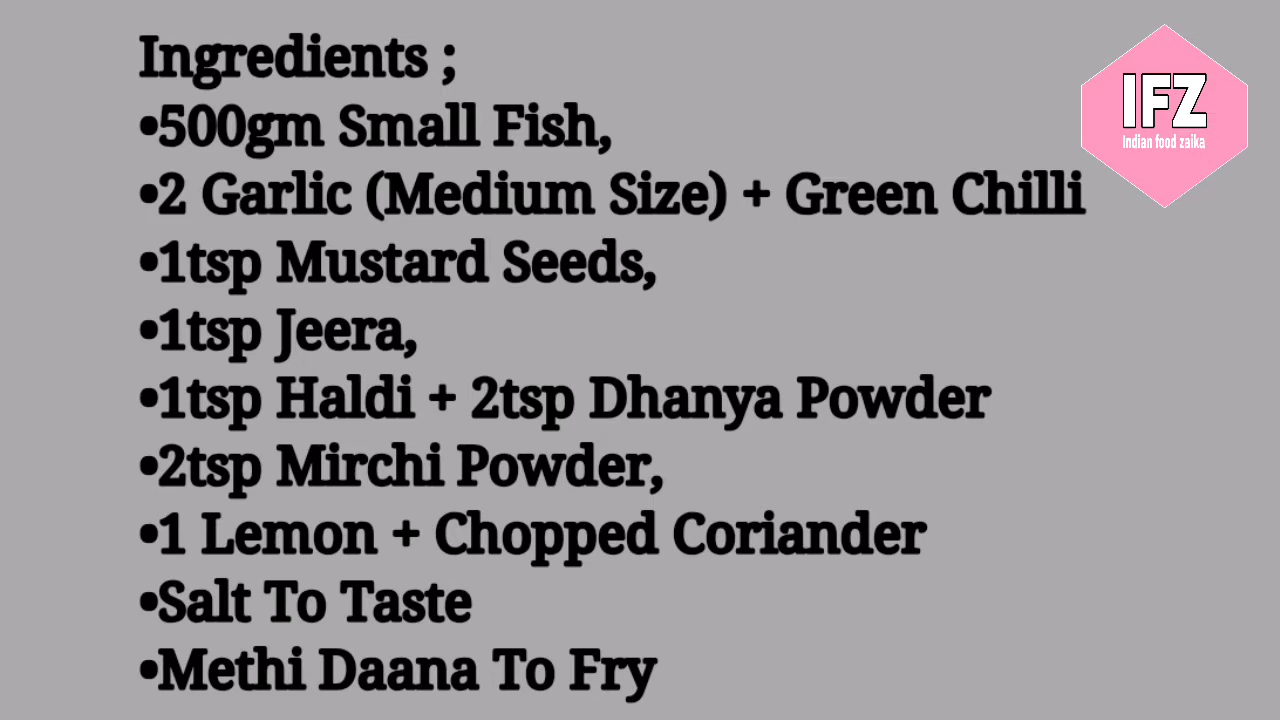 Ingredients ;
•500gm Small Fish,
•2 Garlic (Medium Size) + Green Chilli
•1tsp Mustard Seeds,
•1tsp Jeera,
•1tsp Haldi + 2tsp Dhanya Powder
•2tsp Mirchi Powder,
•1 Lemon + Chopped Coriander
•Salt To Taste
•Methi Daana To Fry
IFZ
Indian food zaika